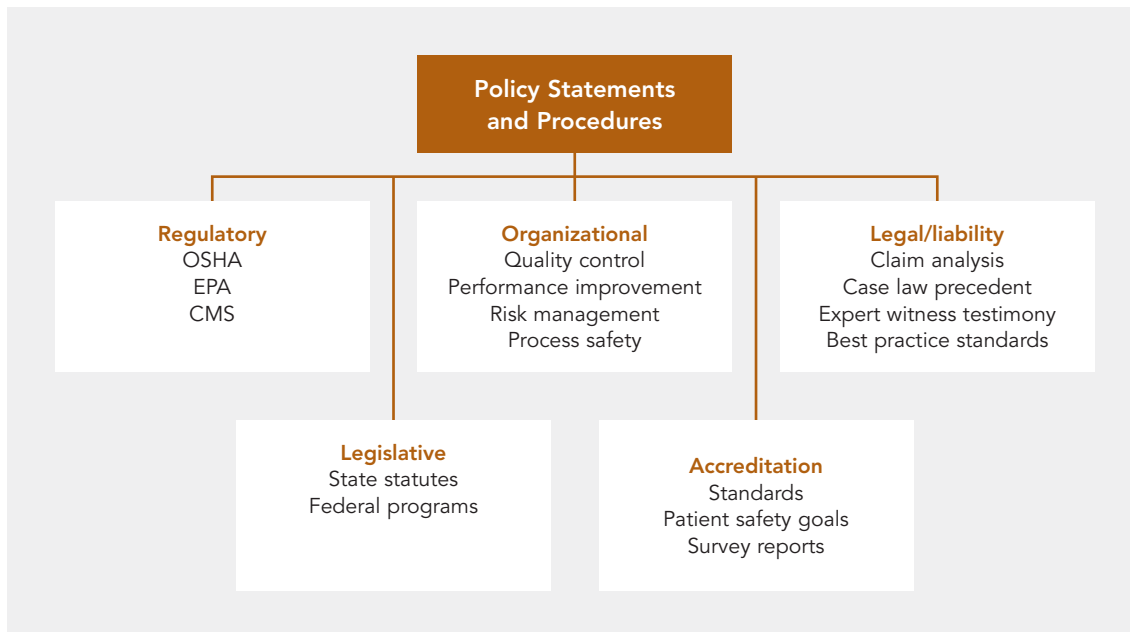 Policy Statements
and Procedures
Regulatory
OSHA
EPA
CMS
Organizational
Quality control
Performance improvement
Risk management
Process safety
Legal/liability
Claim analysis
Case law precedent
Expert witness testimony
Best practice standards
Legislative
State statutes
Federal programs
Accreditation
Standards
Patient safety goals
Survey reports